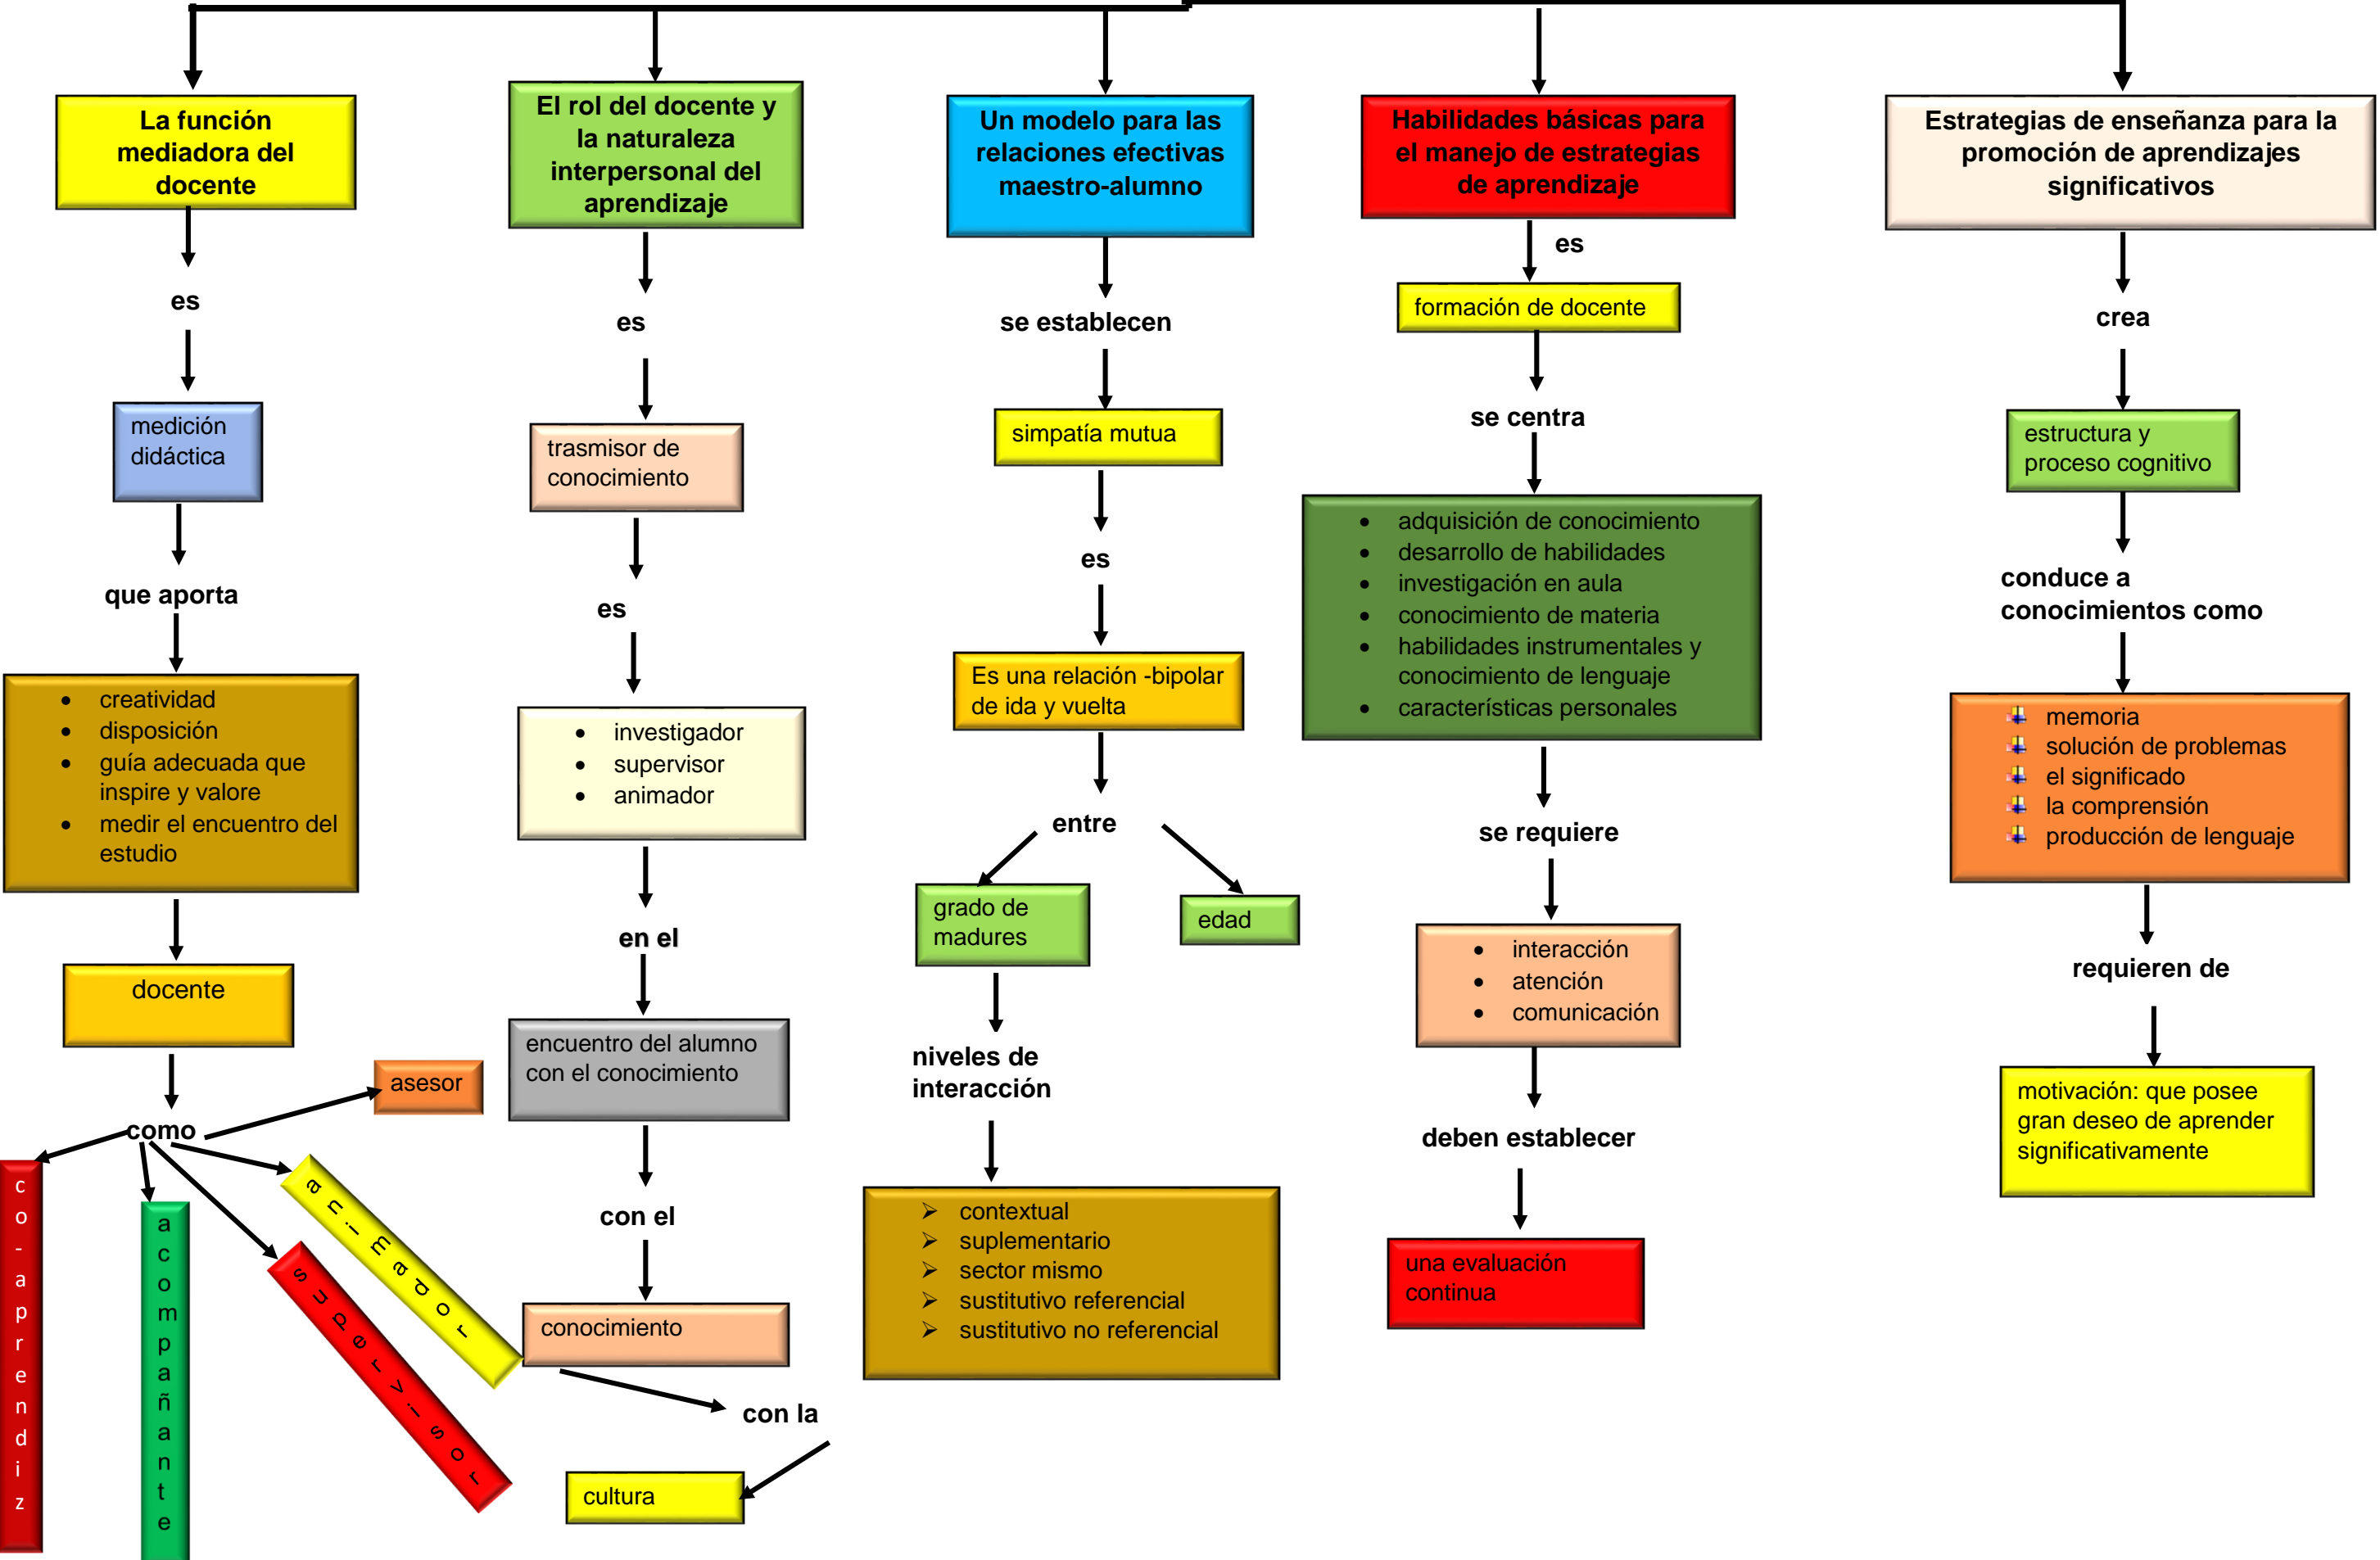 La función
mediadora del
docente
es
medición
didáctica
que aporta
• creatividad
• disposición
• guía adecuada que
inspire y valore
• medir el encuentro del
estudio
docente
como
asesor
co-aprendiz
acompañante
supervisor
animador
El rol del docente y
la naturaleza
interpersonal del
aprendizaje
es
trasmisor de
conocimiento
es
• investigador
• supervisor
• animador
en el
encuentro del alumno
con el conocimiento
con el
conocimiento
con la
cultura
Un modelo para las
relaciones efectivas
maestro-alumno
se establecen
simpatía mutua
es
Es una relación -bipolar
de ida y vuelta
entre
grado de
madures
edad
niveles de
interacción
➢ contextual
➢ suplementario
➢ sector mismo
➢ sustitutivo referencial
➢ sustitutivo no referencial
Habilidades básicas para
el manejo de estrategias
de aprendizaje
es
formación de docente
se centra
• adquisición de conocimiento
• desarrollo de habilidades
• investigación en aula
• conocimiento de materia
• habilidades instrumentales y
conocimiento de lenguaje
• características personales
se requiere
• interacción
• atención
• comunicación
deben establecer
una evaluación
continua
Estrategias de enseñanza para la
promoción de aprendizajes
significativos
crea
estructura y
proceso cognitivo
conduce a
conocimientos como
memoria
solución de problemas
el significado
la comprensión
producción de lenguaje
requieren de
motivación: que posee
gran deseo de aprender
significativamente